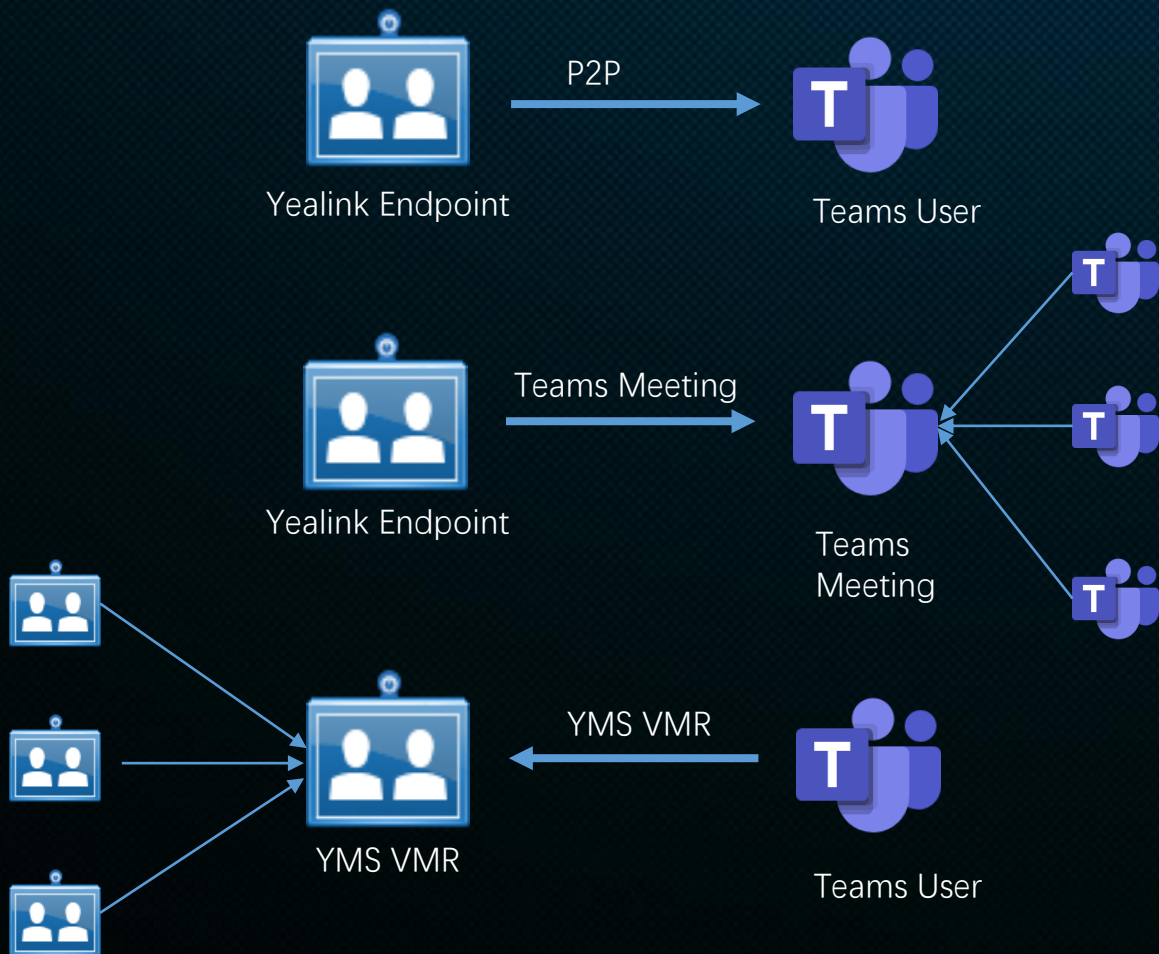 P2P
T
Yealink Endpoint
Teams User
T
Teams Meeting
T
T
Yealink Endpoint
Teams
Meeting
T
YMS VMR
T
YMS VMR
Teams User